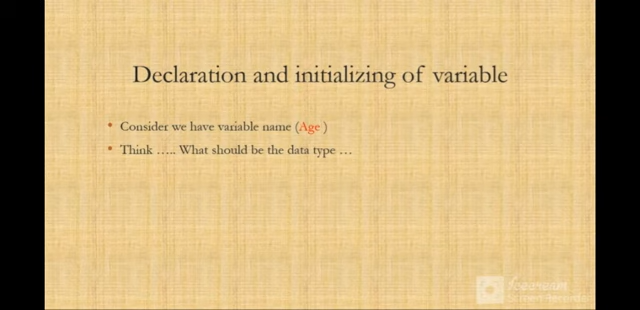 Declaration and initializing of variable
• Consider we have variable name (Age )
• Think ….. What should be the data type …
Icecream
Screen Recorder